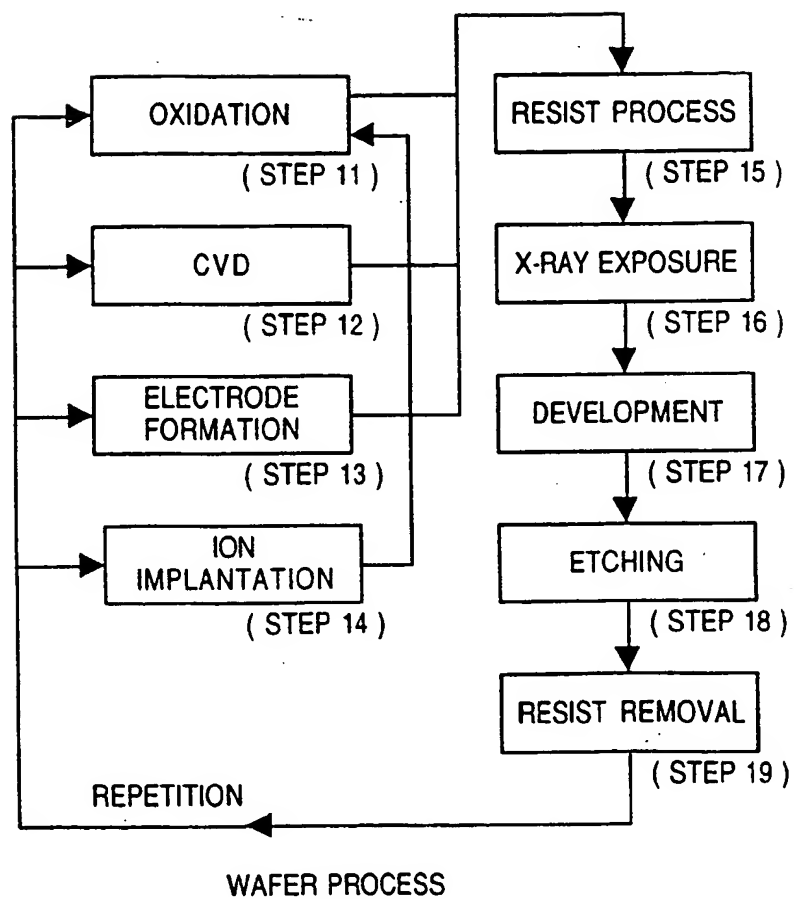 OXIDATION
( STEP 11 )
CVD
( STEP 12 )
ELECTRODE
FORMATION
( STEP 13 )
ION
IMPLANTATION
( STEP 14 )
RESIST PROCESS
( STEP 15 )
X-RAY EXPOSURE
( STEP 16 )
DEVELOPMENT
( STEP 17 )
ETCHING
( STEP 18 )
RESIST REMOVAL
( STEP 19 )
REPETITION
WAFER PROCESS